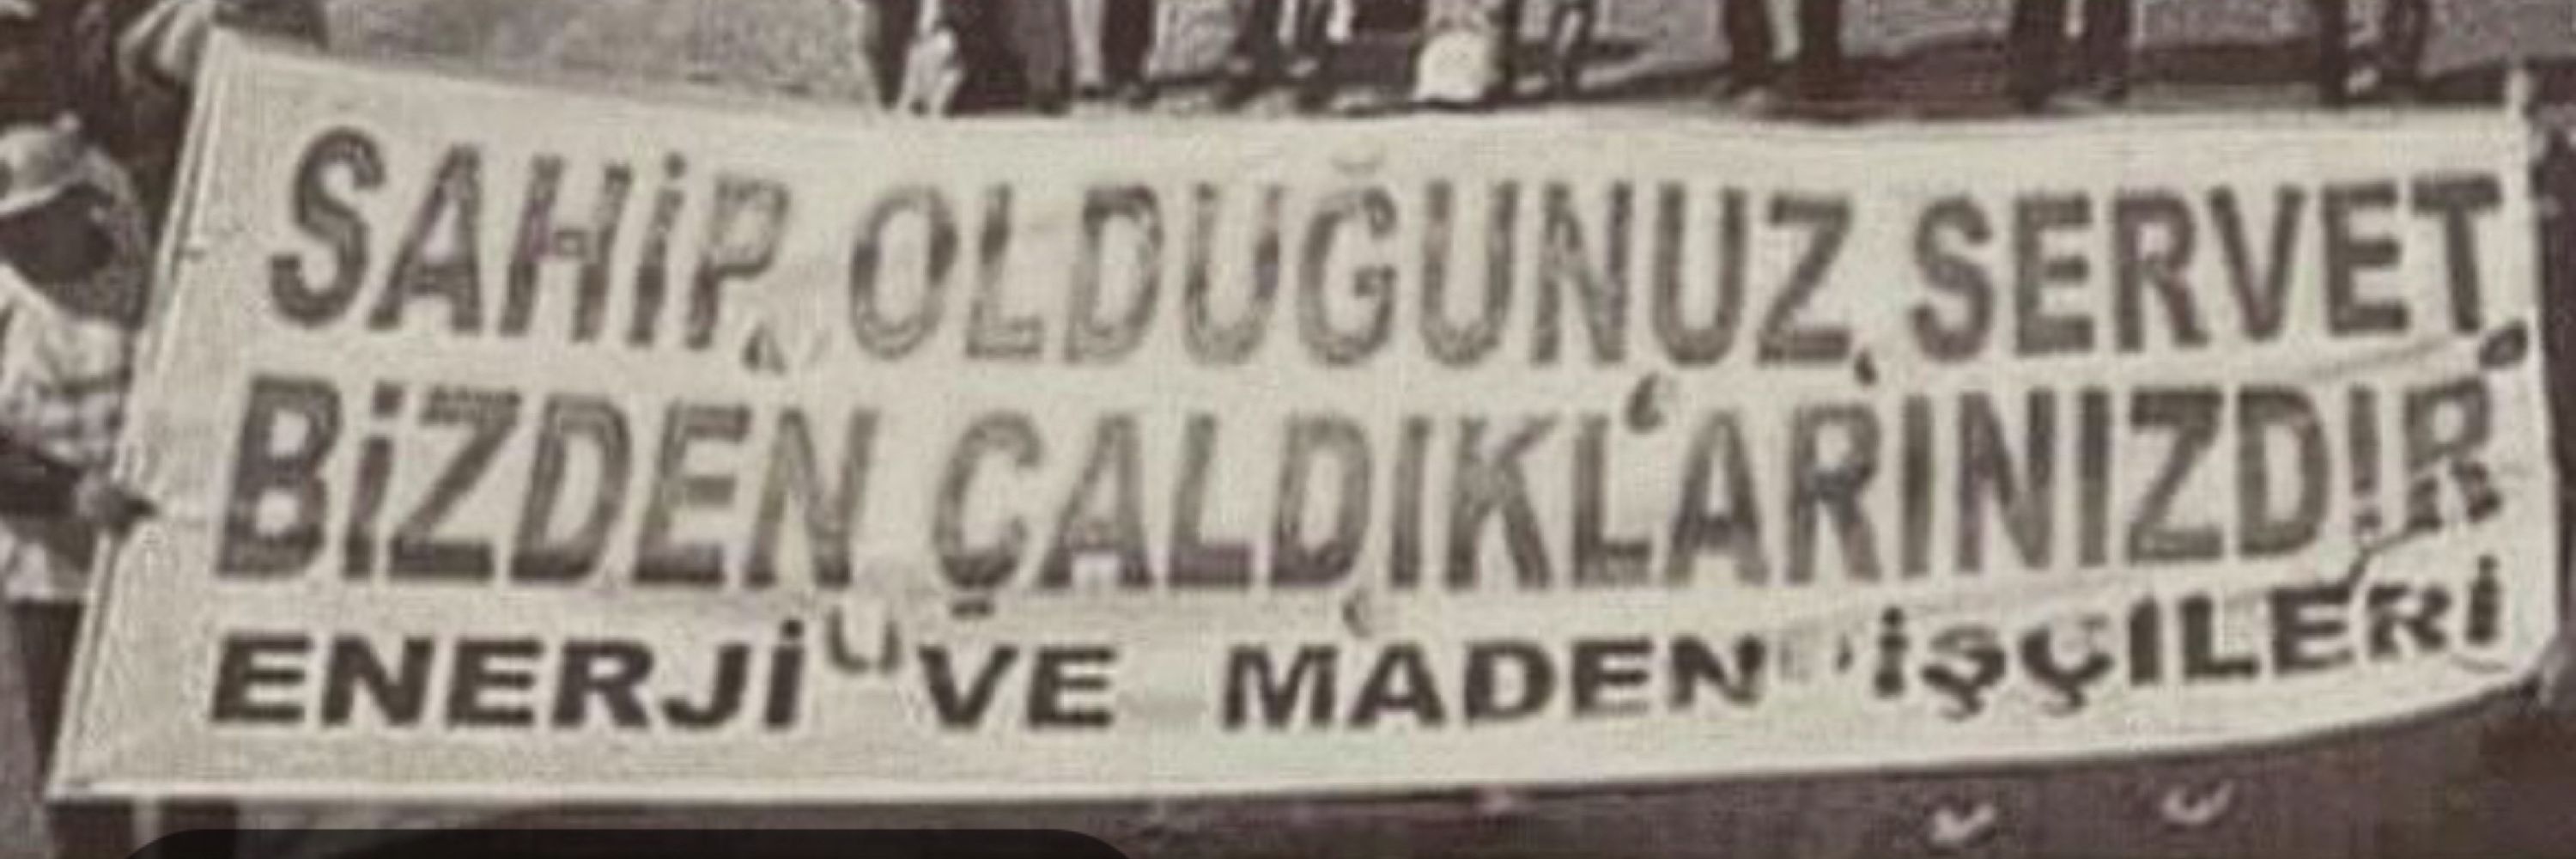 SAHİP OLDUĞUNUZ SERVET
BİZDEN ÇALDIKLARINIZDIR
ENERJİ VE MADEN İŞÇİLERİ